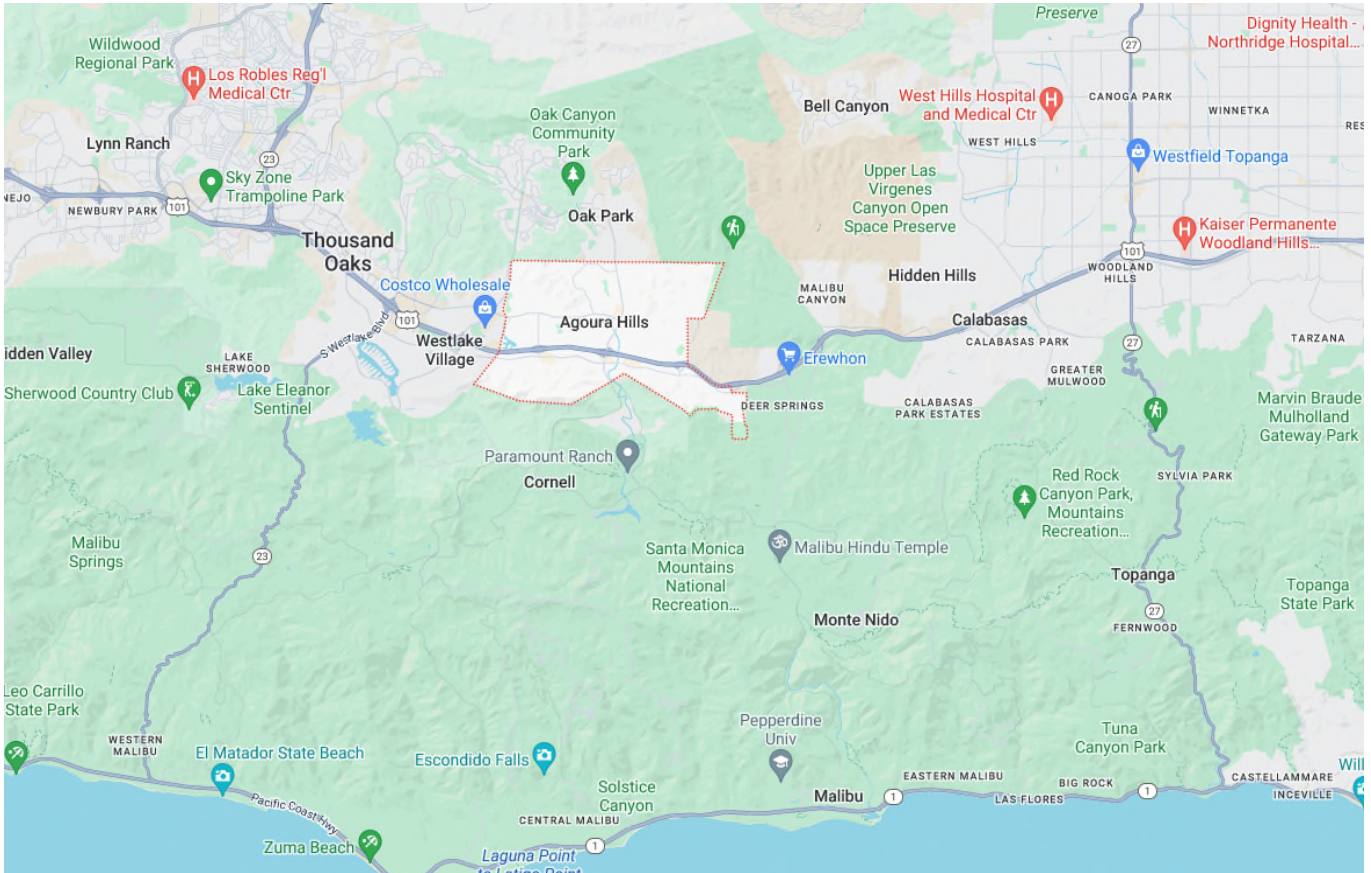 Preserve
Dignity Health -
Northridge Hospital...
27
Wildwood
Regional Park
Los Robles Reg'l
Medical Ctr
Bell Canyon
West Hills Hospital
and Medical Ctr
CANOGA PARK
WINNETKA
Oak Canyon
Community
Park
RES
Lynn Ranch
23
WEST HILLS
Westfield Topanga
Sky Zone
Trampoline Park
Upper Las
Virgenes
Canyon Open
Space Preserve
NEJO
NEWBURY PARK
101
Oak Park
Kaiser Permanente
Woodland Hills...
Thousand
Oaks
101
WOODLAND
HILLS
Hidden Hills
Costco Wholesale
MALIBU
CANYON
101
Agoura Hills
Calabasas
S Westlake Blvd
Westlake
Village
CALABASAS PARK
27
TARZANA
idden Valley
LAKE
SHERWOOD
Erewhon
GREATER
MULWOOD
Sherwood Country Club
Lake Eleanor
Sentinel
DEER SPRINGS
CALABASAS
PARK ESTATES
Marvin Braude
Mulholland
Gateway Park
Paramount Ranch
Cornell
Red Rock
Canyon Park,
Mountains
Recreation...
SYLVIA PARK
Malibu
Springs
23
Santa Monica
Mountains
National
Recreation...
Malibu Hindu Temple
Topanga
Topanga
State Park
Monte Nido
27
FERNWOOD
Leo Carrillo
State Park
WESTERN
MALIBU
El Matador State Beach
Escondido Falls
Pepperdine
Univ
Tuna
Canyon Park
Pacific Coast Hwy
Solstice
Canyon
Malibu
1
EASTERN MALIBU
LAS FLORES
BIG ROCK
1
CASTELLAMMARE
INCEVILLE
Will
CENTRAL MALIBU
1
Zuma Beach
Laguna Point